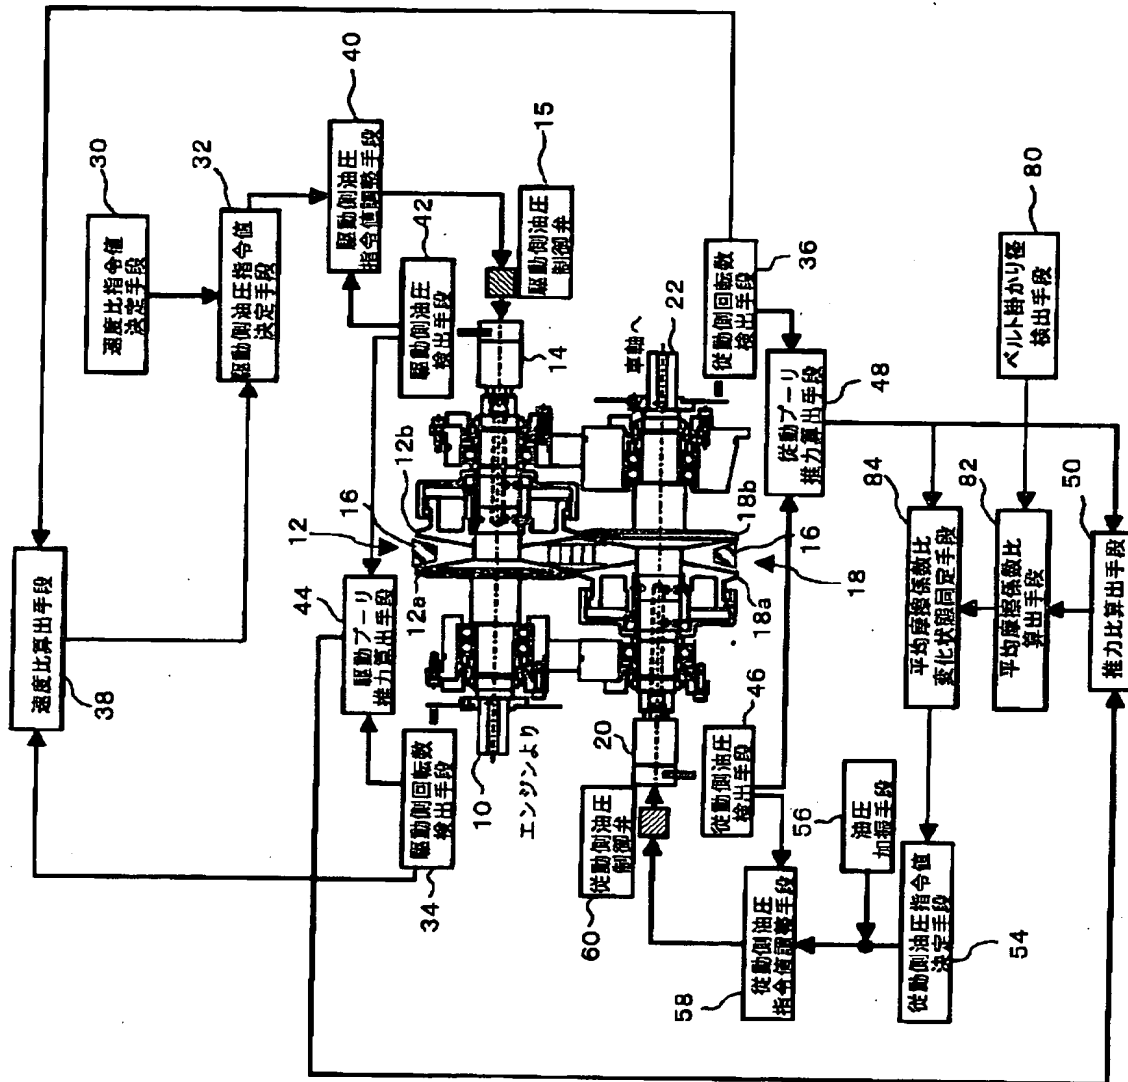 30
速度比指令値
決定手段
32
駆動側油圧指令値
決定手段
40
駆動側油圧
指令値調整手段
42
駆動側油圧
検出手段
15
駆動側油圧
制御弁
14
38
速度比算出手段
44
駆動プーリ
推力算出手段
12
16
12a
12b
34
駆動側回転数
検出手段
10
エンジンより
車軸へ
22
36
従動側回転数
検出手段
80
ベルト掛かり径
検出手段
48
従動プーリ
推力算出手段
84
平均摩擦係数比
変化状態同定手段
82
平均摩擦係数比
算出手段
50
推力比算出手段
18b
16
18
18a
46
従動側油圧
検出手段
20
60
従動側油圧
制御弁
56
油圧
加振手段
58
従動側油圧
指令値調整手段
54
従動側油圧指令値
決定手段